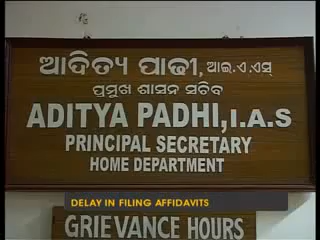 ଆଦିତ୍ୟ ପାଢୀ, ଆଇ.ଏ.ଏସ୍
ପ୍ରମୁଖ ଶାସନ ସଚିବ
ADITYA PADHI, I.A.S
PRINCIPAL SECRETARY
HOME DEPARTMENT
DELAY IN FILING AFFIDAVITS
GRIEVANCE HOURS